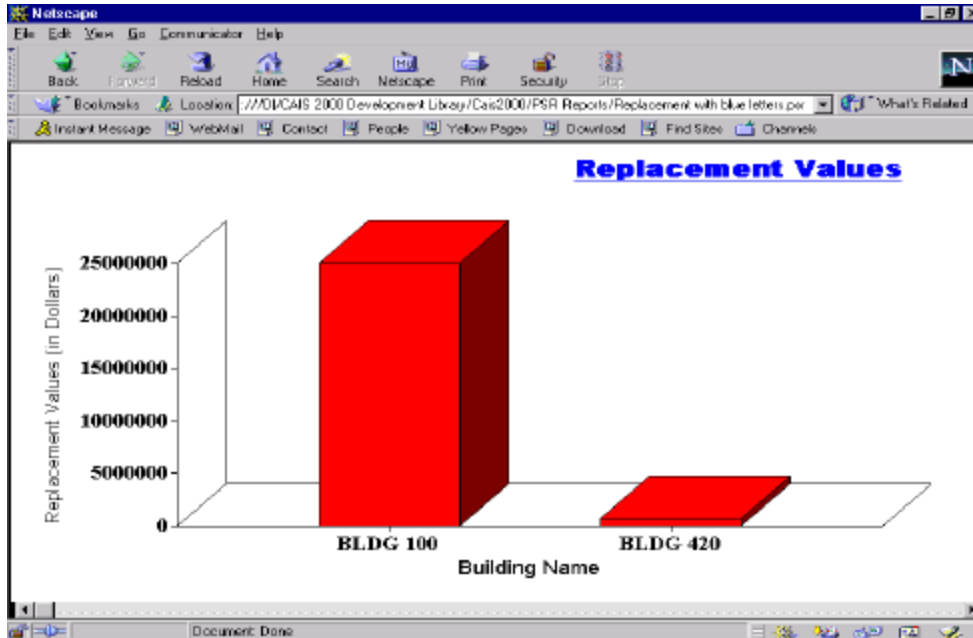 Netscape
File Edit View Go Communicator Help
Back Forward Reload Home Search Netscape Print Security Stop
Bookmarks Location: :///D|/CAIS 2000 Development Library/Cais2000/PSR Reports/Replacement with blue letters.psr What's Related
Instant Message WebMail Contact People Yellow Pages Download Find Sites Channels
Replacement Values
Replacement Values (in Dollars)
25000000
20000000
15000000
10000000
5000000
0
BLDG 100 BLDG 420
Building Name
Document: Done